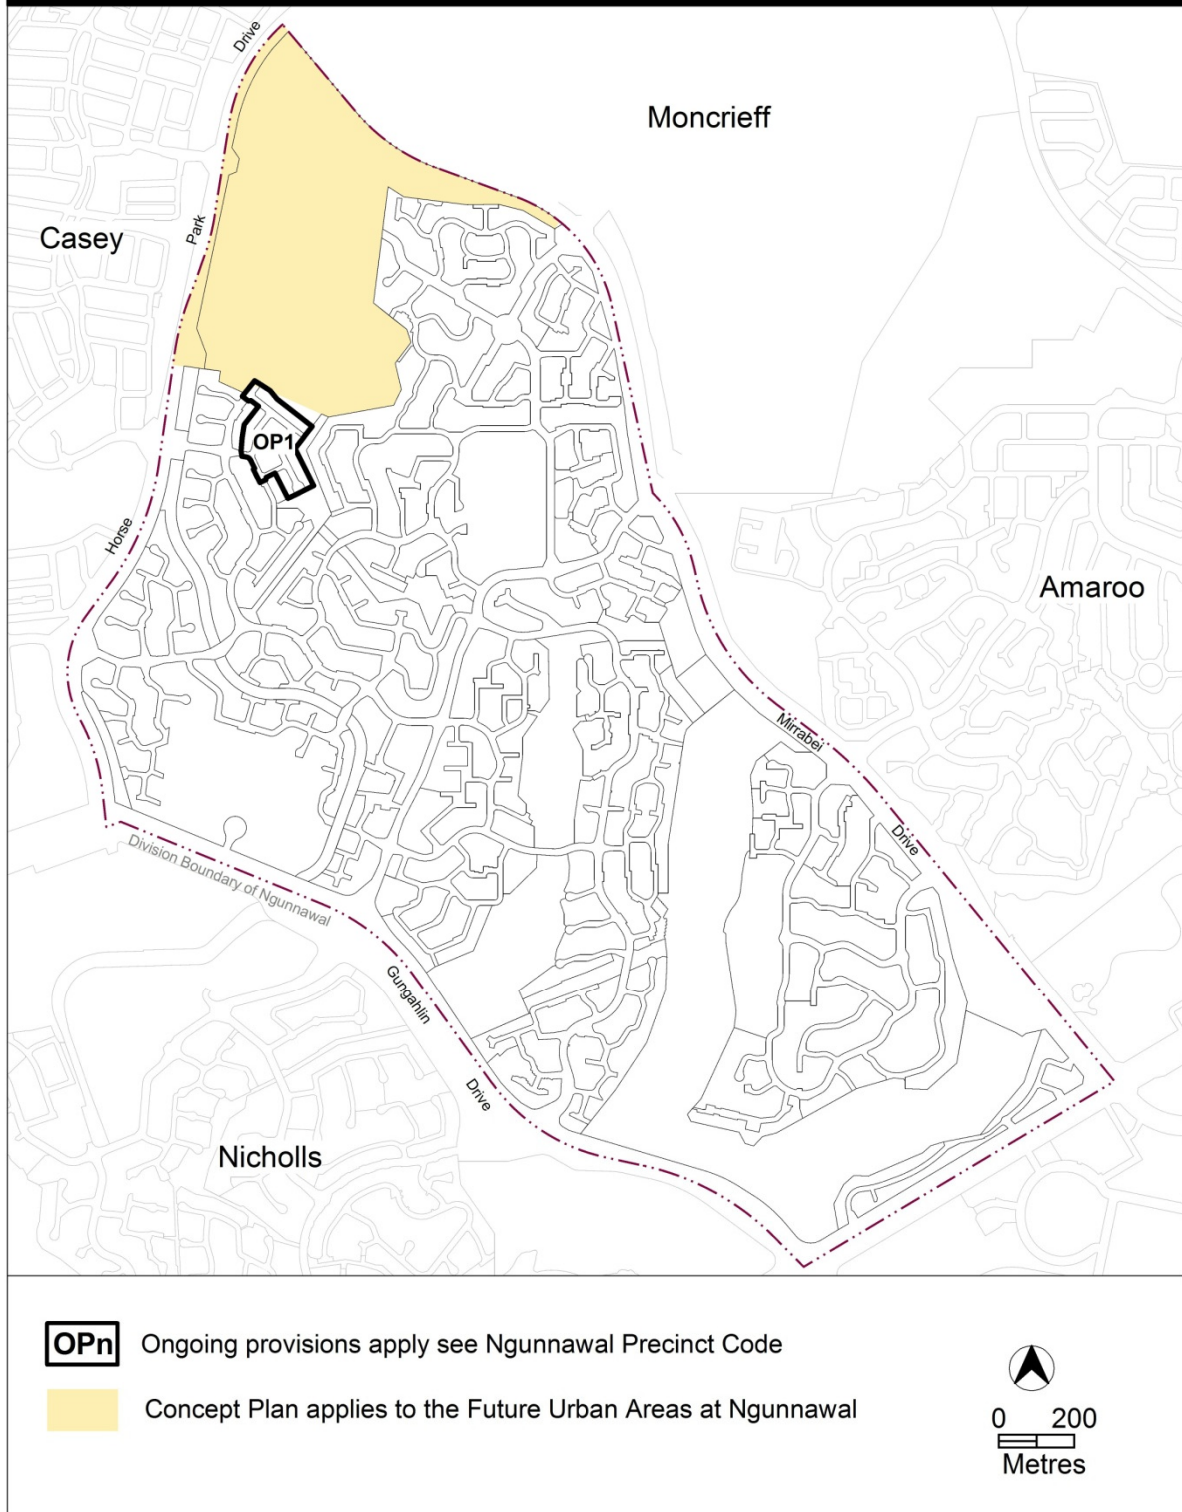 Drive
Moncrieff
Park
Casey
OP1
Horse
Amaroo
Mirrabei
Drive
Division Boundary of Ngunnawal
Gungahlin
Drive
Nicholls
OPn Ongoing provisions apply see Ngunnawal Precinct Code
Concept Plan applies to the Future Urban Areas at Ngunnawal
0 200
Metres